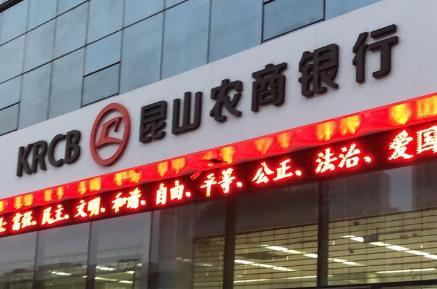 KRCB 昆山农商银行
富强、民主、文明、和谐、自由、平等、公正、法治、爱国